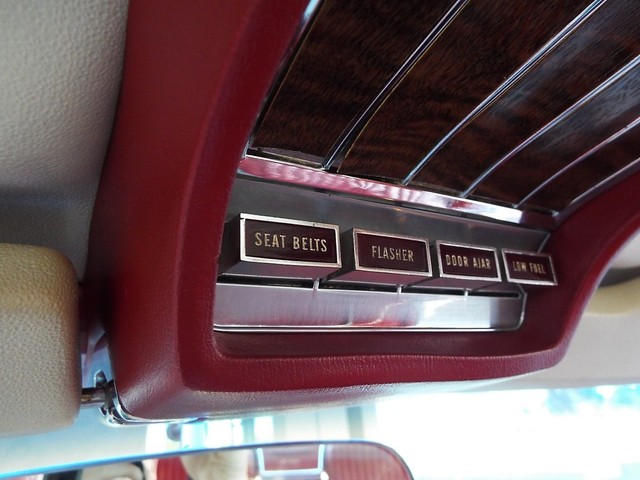 SEAT BELTS
FLASHER
DOOR AJAR
LOW FUEL